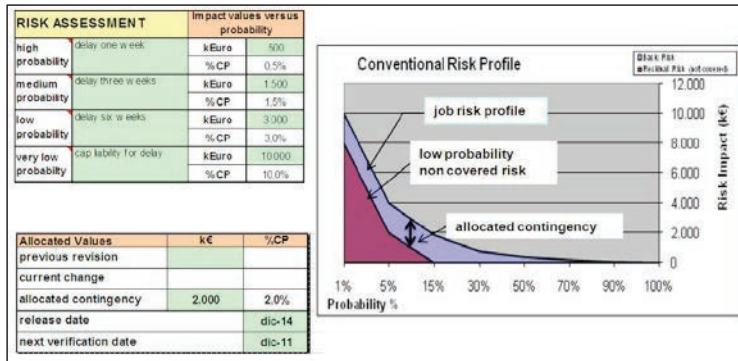 RISK ASSESSMENT
Impact values versus probability
high probability delay one week kEuro 500
%CP 0,5%
medium probability delay three weeks kEuro 1.500
%CP 1,5%
low probability delay six weeks kEuro 3.000
%CP 3,0%
very low probabilty cap liability for delay kEuro 10.000
%CP 10,0%
Allocated Values k€ %CP
previous revision
current change
allocated contingency 2.000 2.0%
release date dic-14
next verification date dic-11
Conventional Risk Profile
Residual Risk (not covered)
job risk profile
low probability
non covered risk
allocated contingency
12.000
10.000
8.000
6.000
4.000
2.000
0
Risk Impact (k€)
1% 5% 15% 30% 50% 70% 90% 100%
Probability %